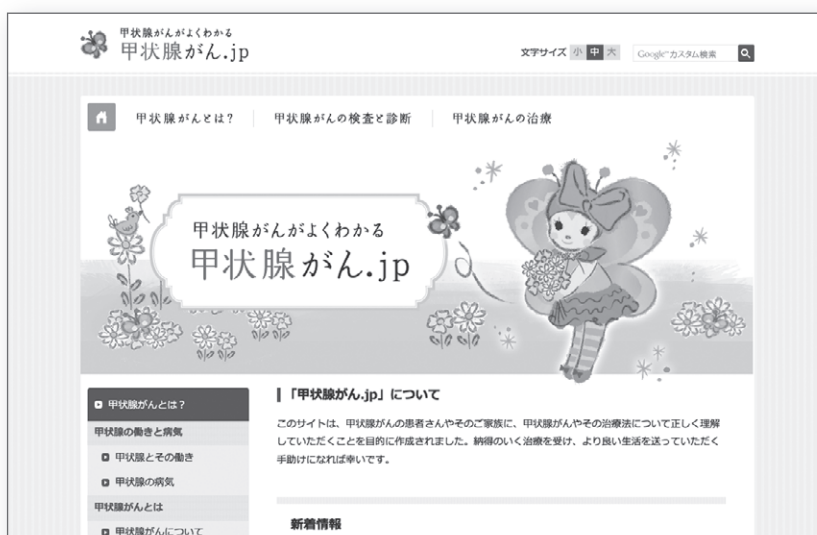 甲状腺がんがよくわかる
甲状腺がん.jp
文字サイズ 小 中 大
Google™カスタム検索
甲状腺がんとは?
甲状腺がんの検査と診断
甲状腺がんの治療
甲状腺がんがよくわかる
甲状腺がん.jp
甲状腺がんとは?
甲状腺の働きと病気
甲状腺とその働き
甲状腺の病気
甲状腺がんとは
甲状腺がんについて
「甲状腺がん.jp」について
このサイトは、甲状腺がんの患者さんやそのご家族に、甲状腺がんやその治療法について正しく理解
していただくことを目的に作成されました。納得のいく治療を受け、より良い生活を送っていただく
手助けになれば幸いです。
新着情報